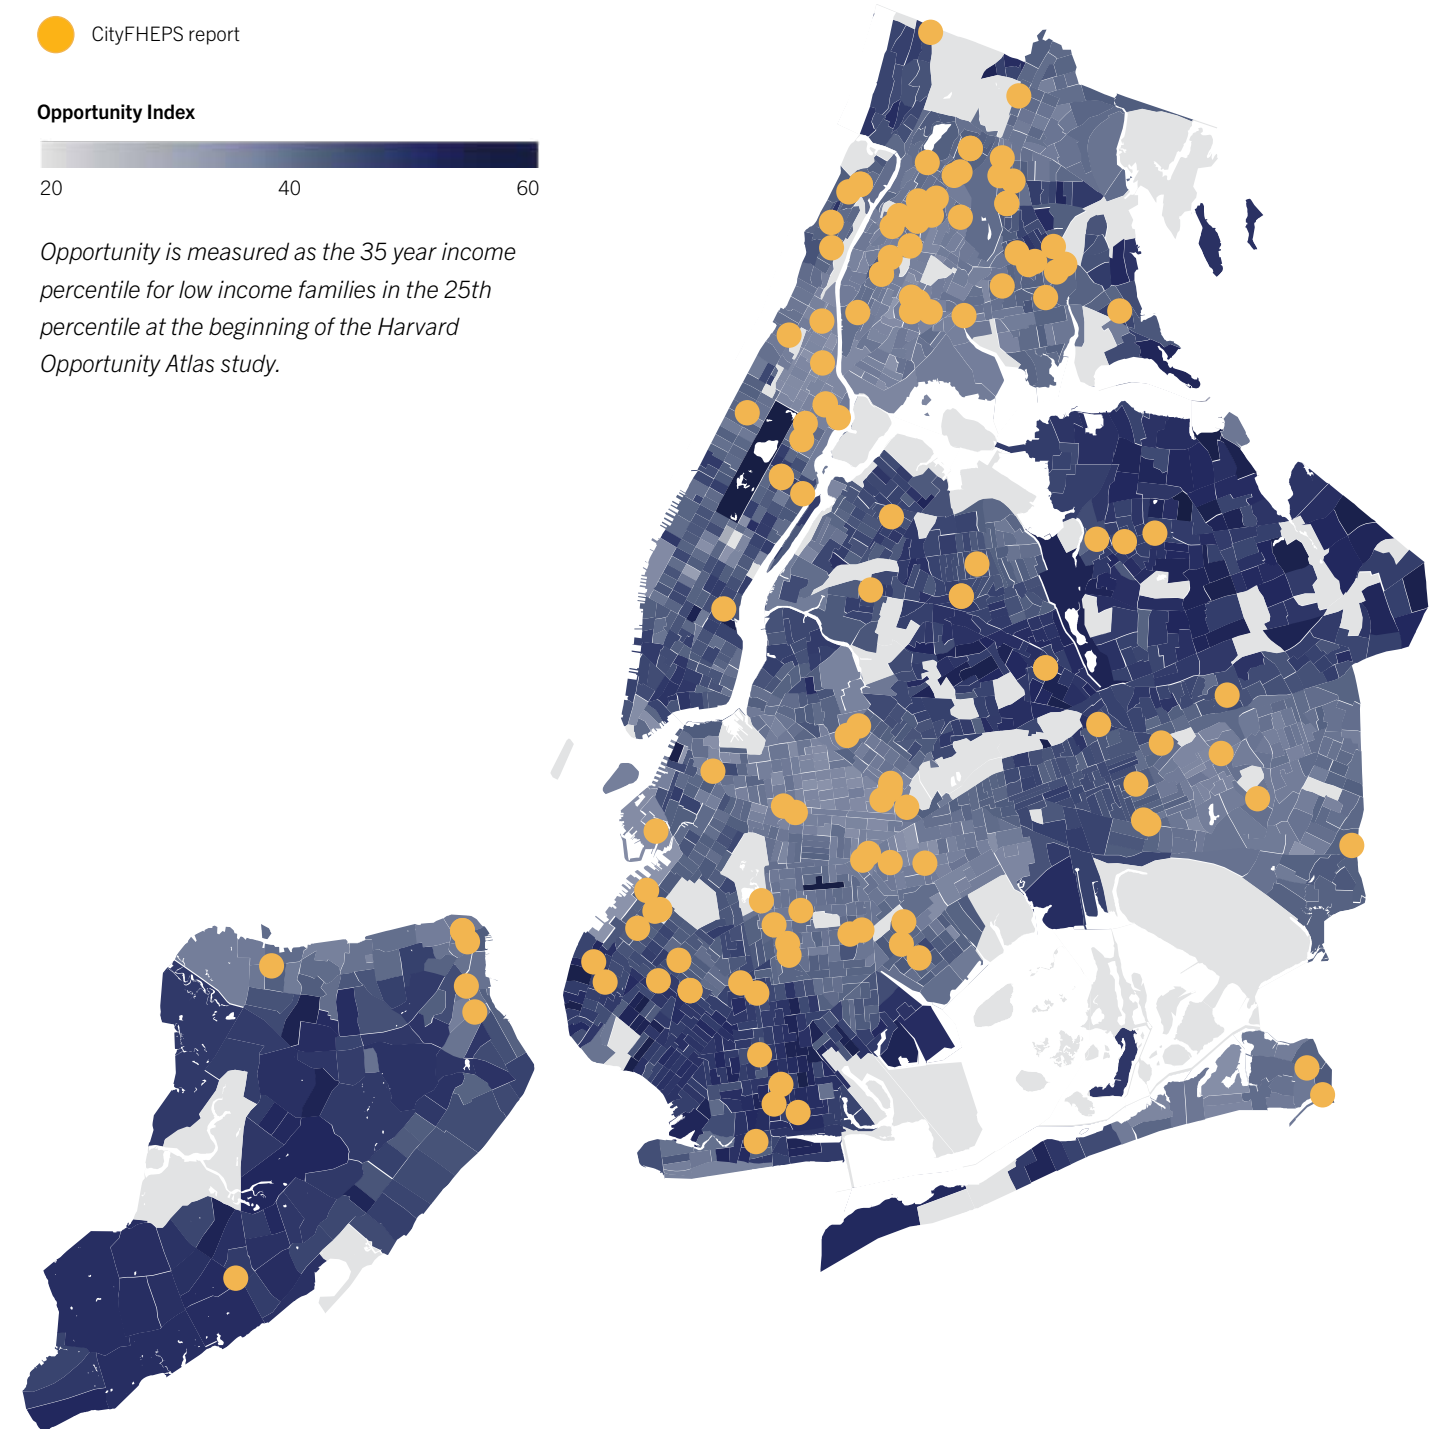 CityFHEPS report
Opportunity Index
20 40 60
Opportunity is measured as the 35 year income
percentile for low income families in the 25th
percentile at the beginning of the Harvard
Opportunity Atlas study.